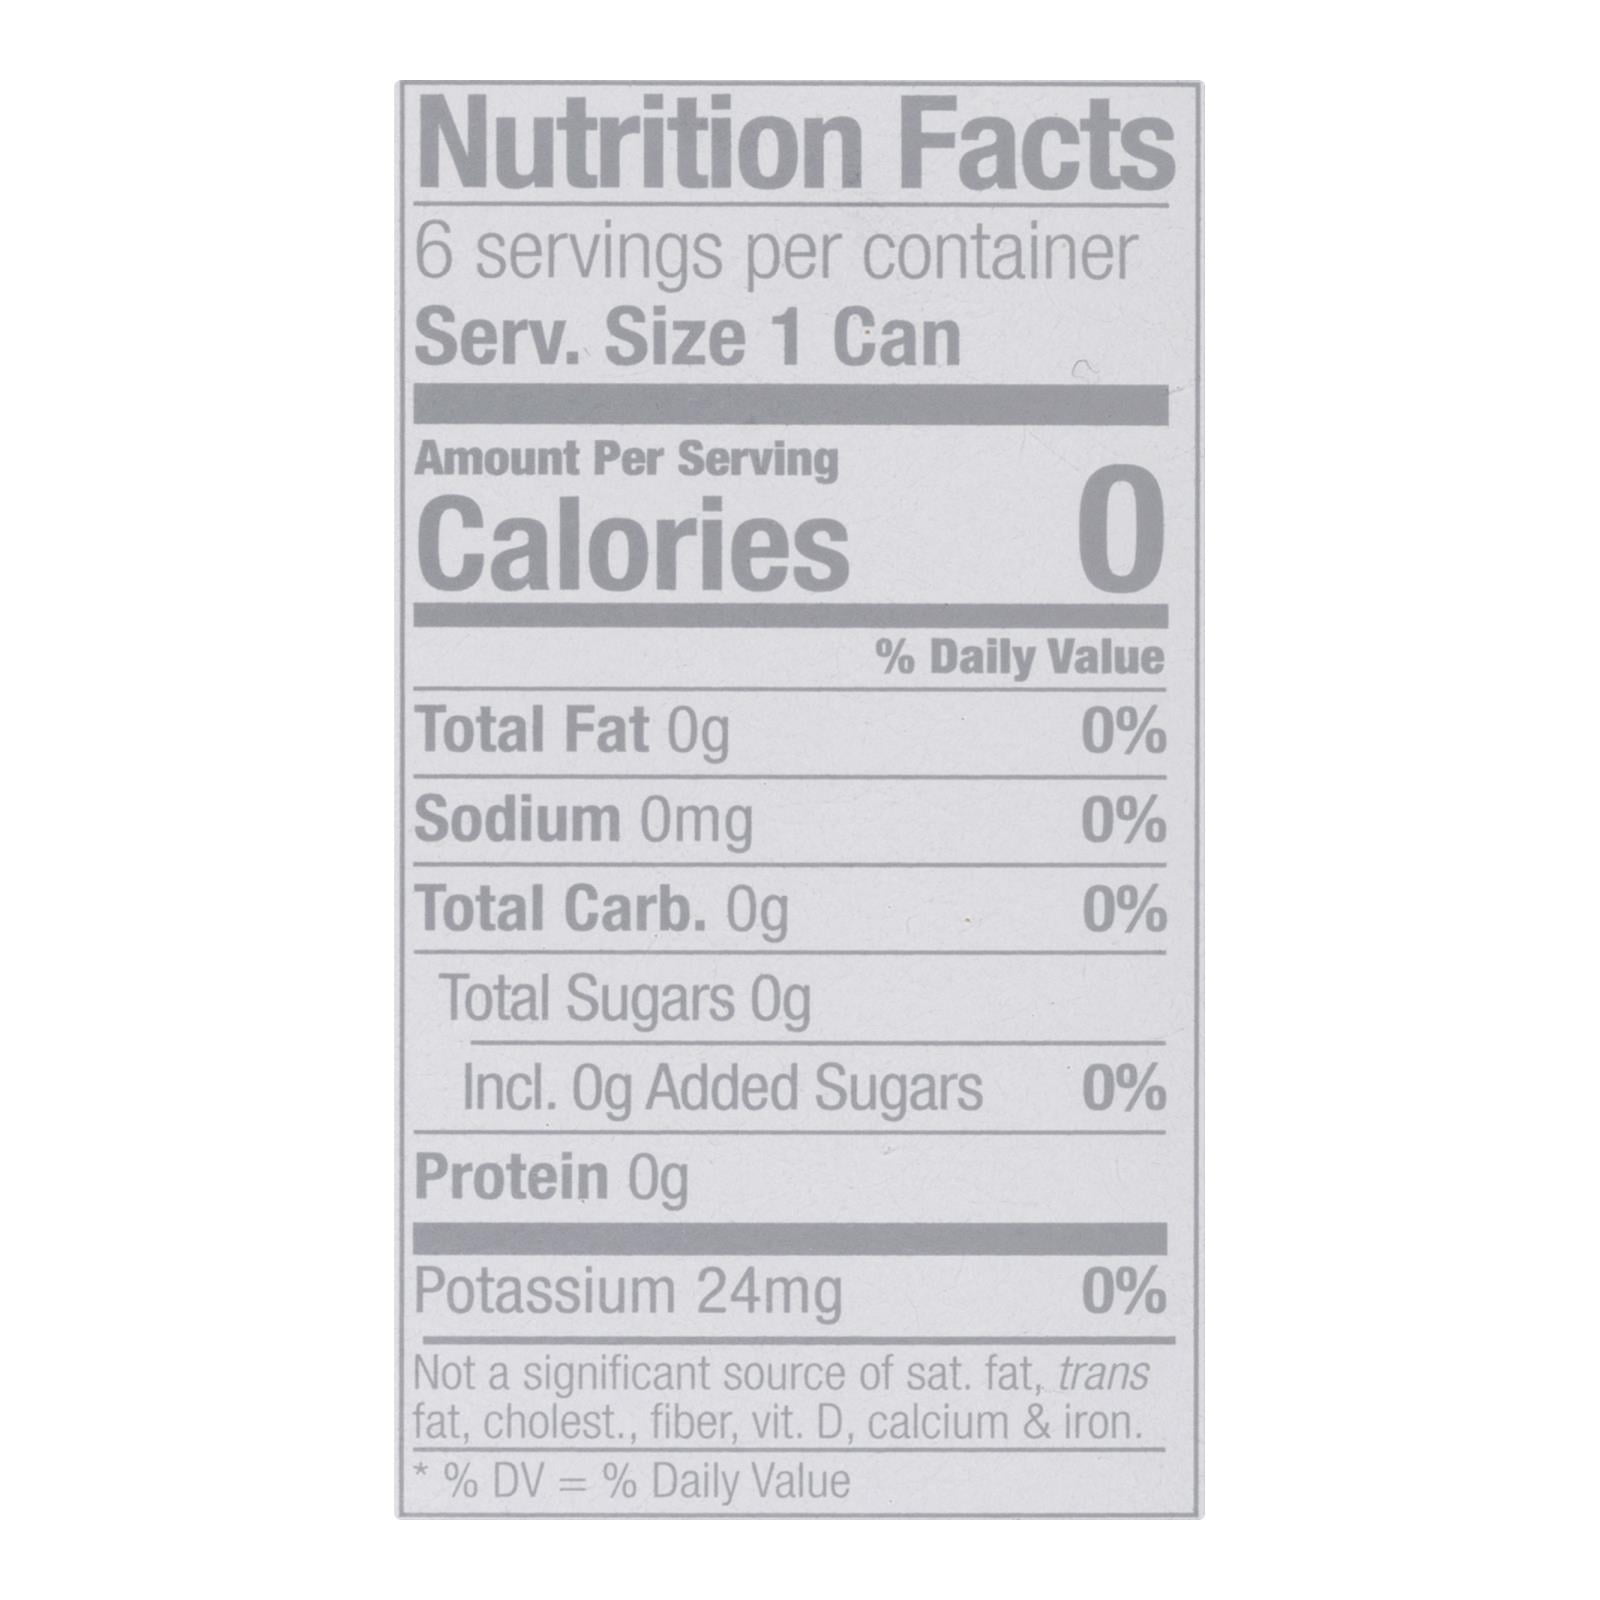 Nutrition Facts
6 servings per container
Serv. Size 1 Can
Amount Per Serving
Calories 0
% Daily Value
Total Fat 0g 0%
Sodium 0mg 0%
Total Carb. 0g 0%
Total Sugars 0g
Incl. 0g Added Sugars 0%
Protein 0g
Potassium 24mg 0%
Not a significant source of sat. fat, trans
fat, cholest., fiber, vit. D, calcium & iron.
* % DV = % Daily Value